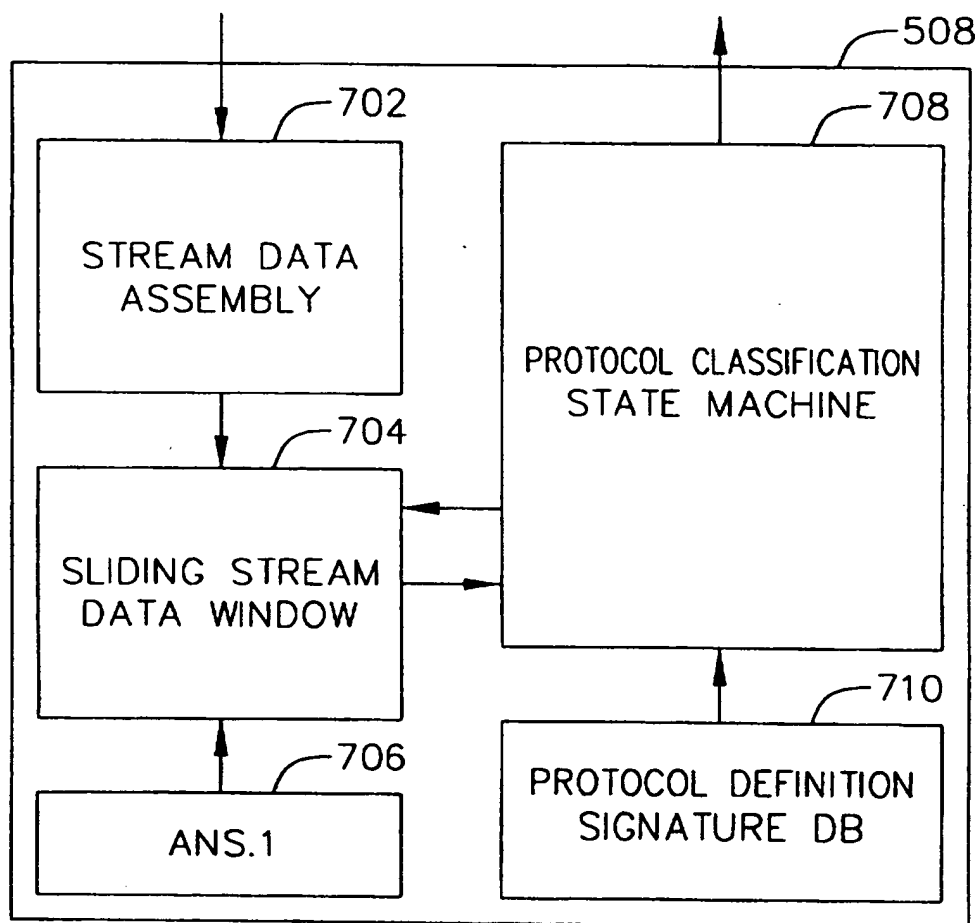 508
702
STREAM DATA
ASSEMBLY
704
SLIDING STREAM
DATA WINDOW
706
ANS.1
708
PROTOCOL CLASSIFICATION
STATE MACHINE
710
PROTOCOL DEFINITION
SIGNATURE DB